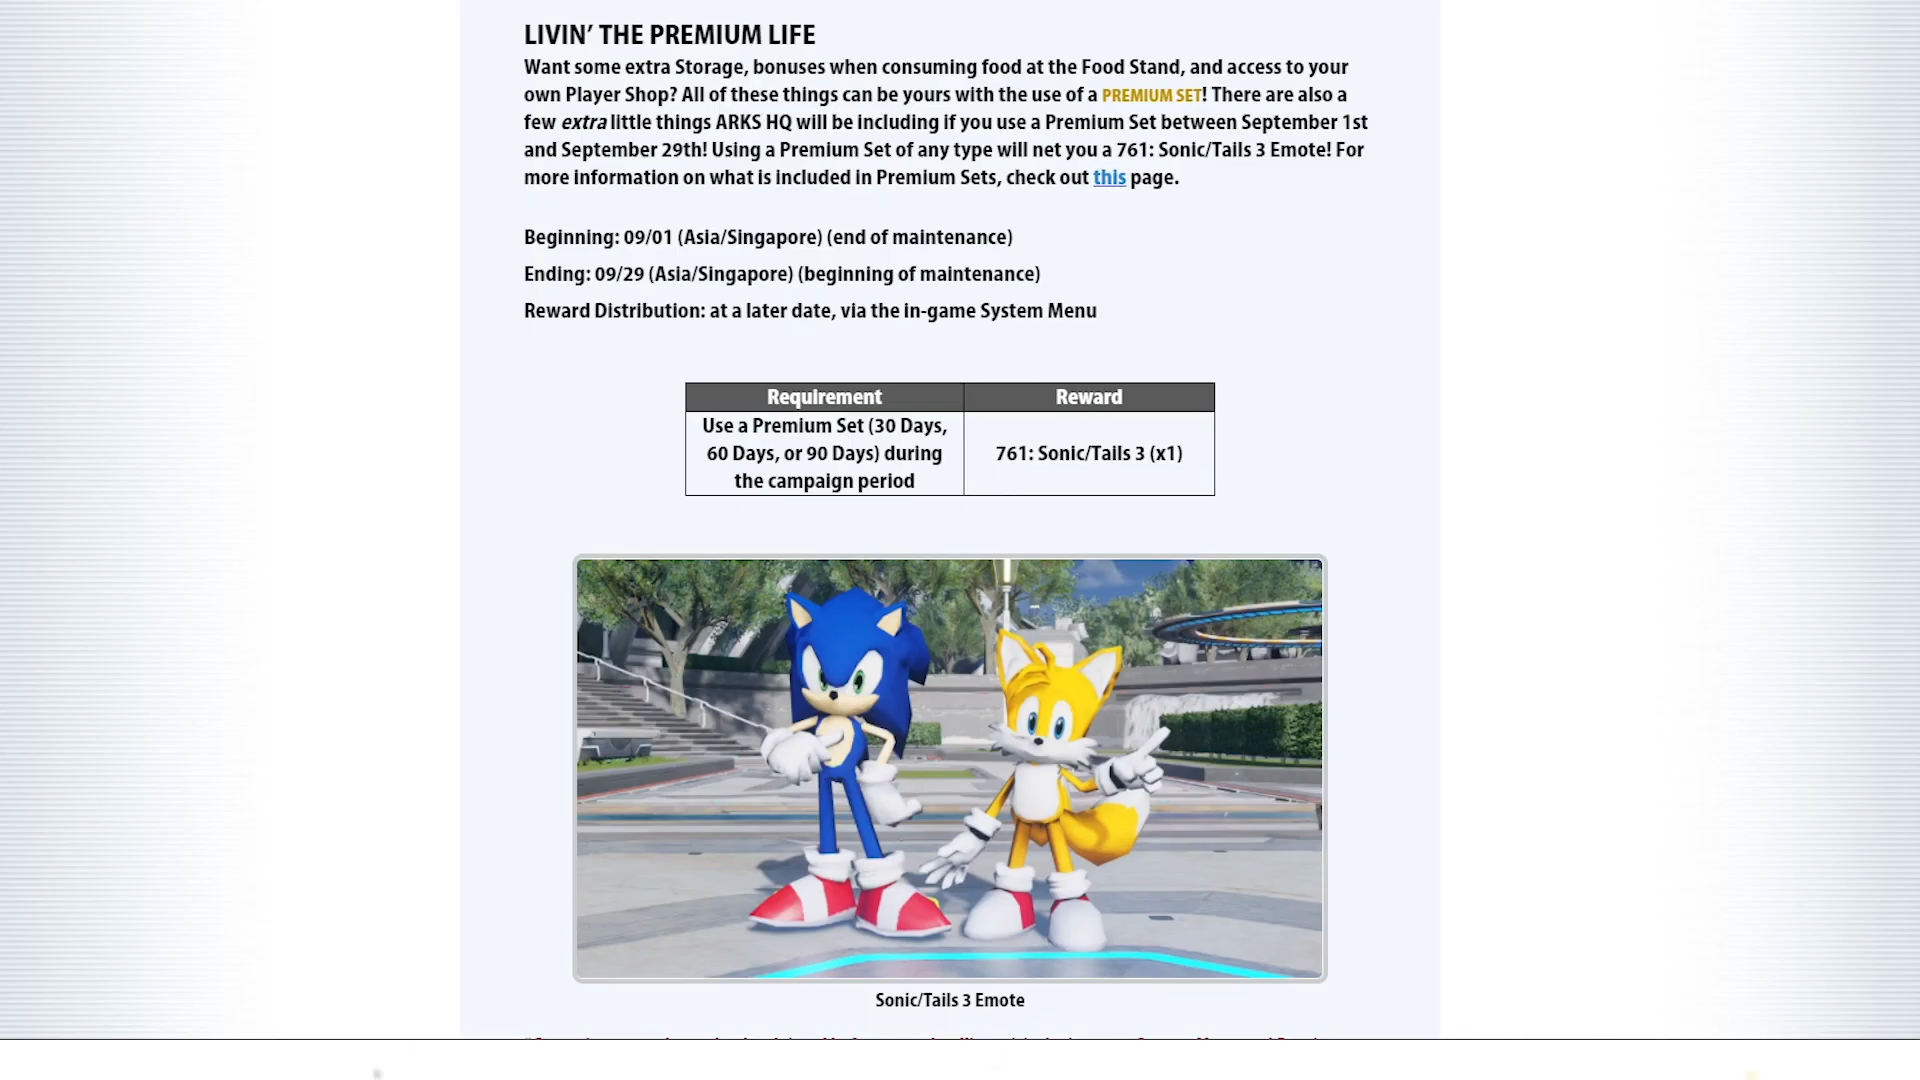 LIVIN’ THE PREMIUM LIFE
Want some extra Storage, bonuses when consuming food at the Food Stand, and access to your
own Player Shop? All of these things can be yours with the use of a PREMIUM SET! There are also a
few extra little things ARKS HQ will be including if you use a Premium Set between September 1st
and September 29th! Using a Premium Set of any type will net you a 761: Sonic/Tails 3 Emote! For
more information on what is included in Premium Sets, check out this page.
Beginning: 09/01 (Asia/Singapore) (end of maintenance)
Ending: 09/29 (Asia/Singapore) (beginning of maintenance)
Reward Distribution: at a later date, via the in-game System Menu
Requirement Reward
Use a Premium Set (30 Days,
60 Days, or 90 Days) during
the campaign period
761: Sonic/Tails 3 (x1)
Sonic/Tails 3 Emote